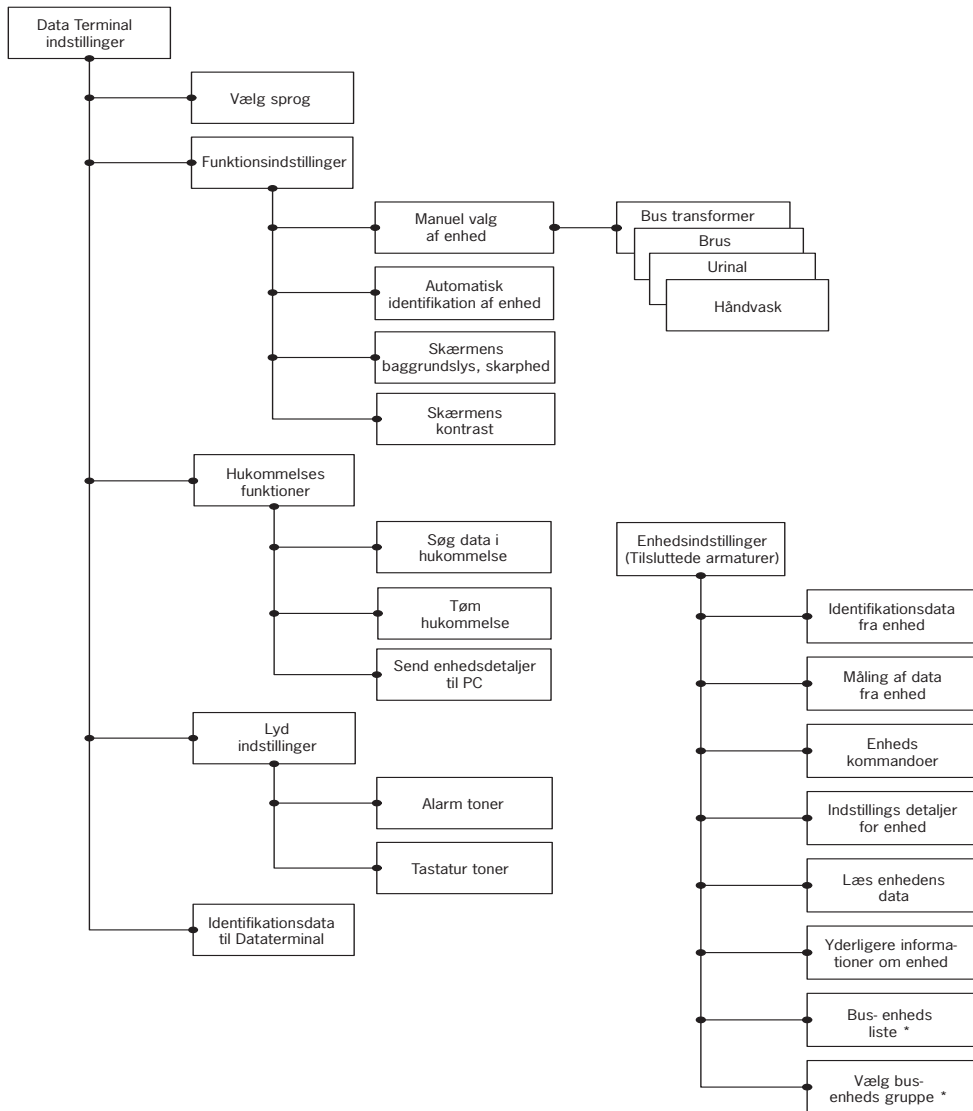 Data Terminal
indstillinger
Vælg sprog
Funktionsindstillinger
Manuel valg
af enhed
Bus transformer
Brus
Urinal
Håndvask
Automatisk
identifikation af enhed
Skærmens
baggrundslys, skarphed
Skærmens
kontrast
Hukommelses
funktioner
Søg data i
hukommelse
Tøm
hukommelse
Send enhedsdetaljer
til PC
Lyd
indstillinger
Alarm toner
Tastatur toner
Identifikationsdata
til Dataterminal
Enhedsindstillinger
(Tilsluttede armaturer)
Identifikationsdata
fra enhed
Måling af data
fra enhed
Enheds
kommandoer
Indstillings detaljer
for enhed
Læs enhedens
data
Yderligere informa-
tioner om enhed
Bus- enheds
liste *
Vælg bus-
enheds gruppe *